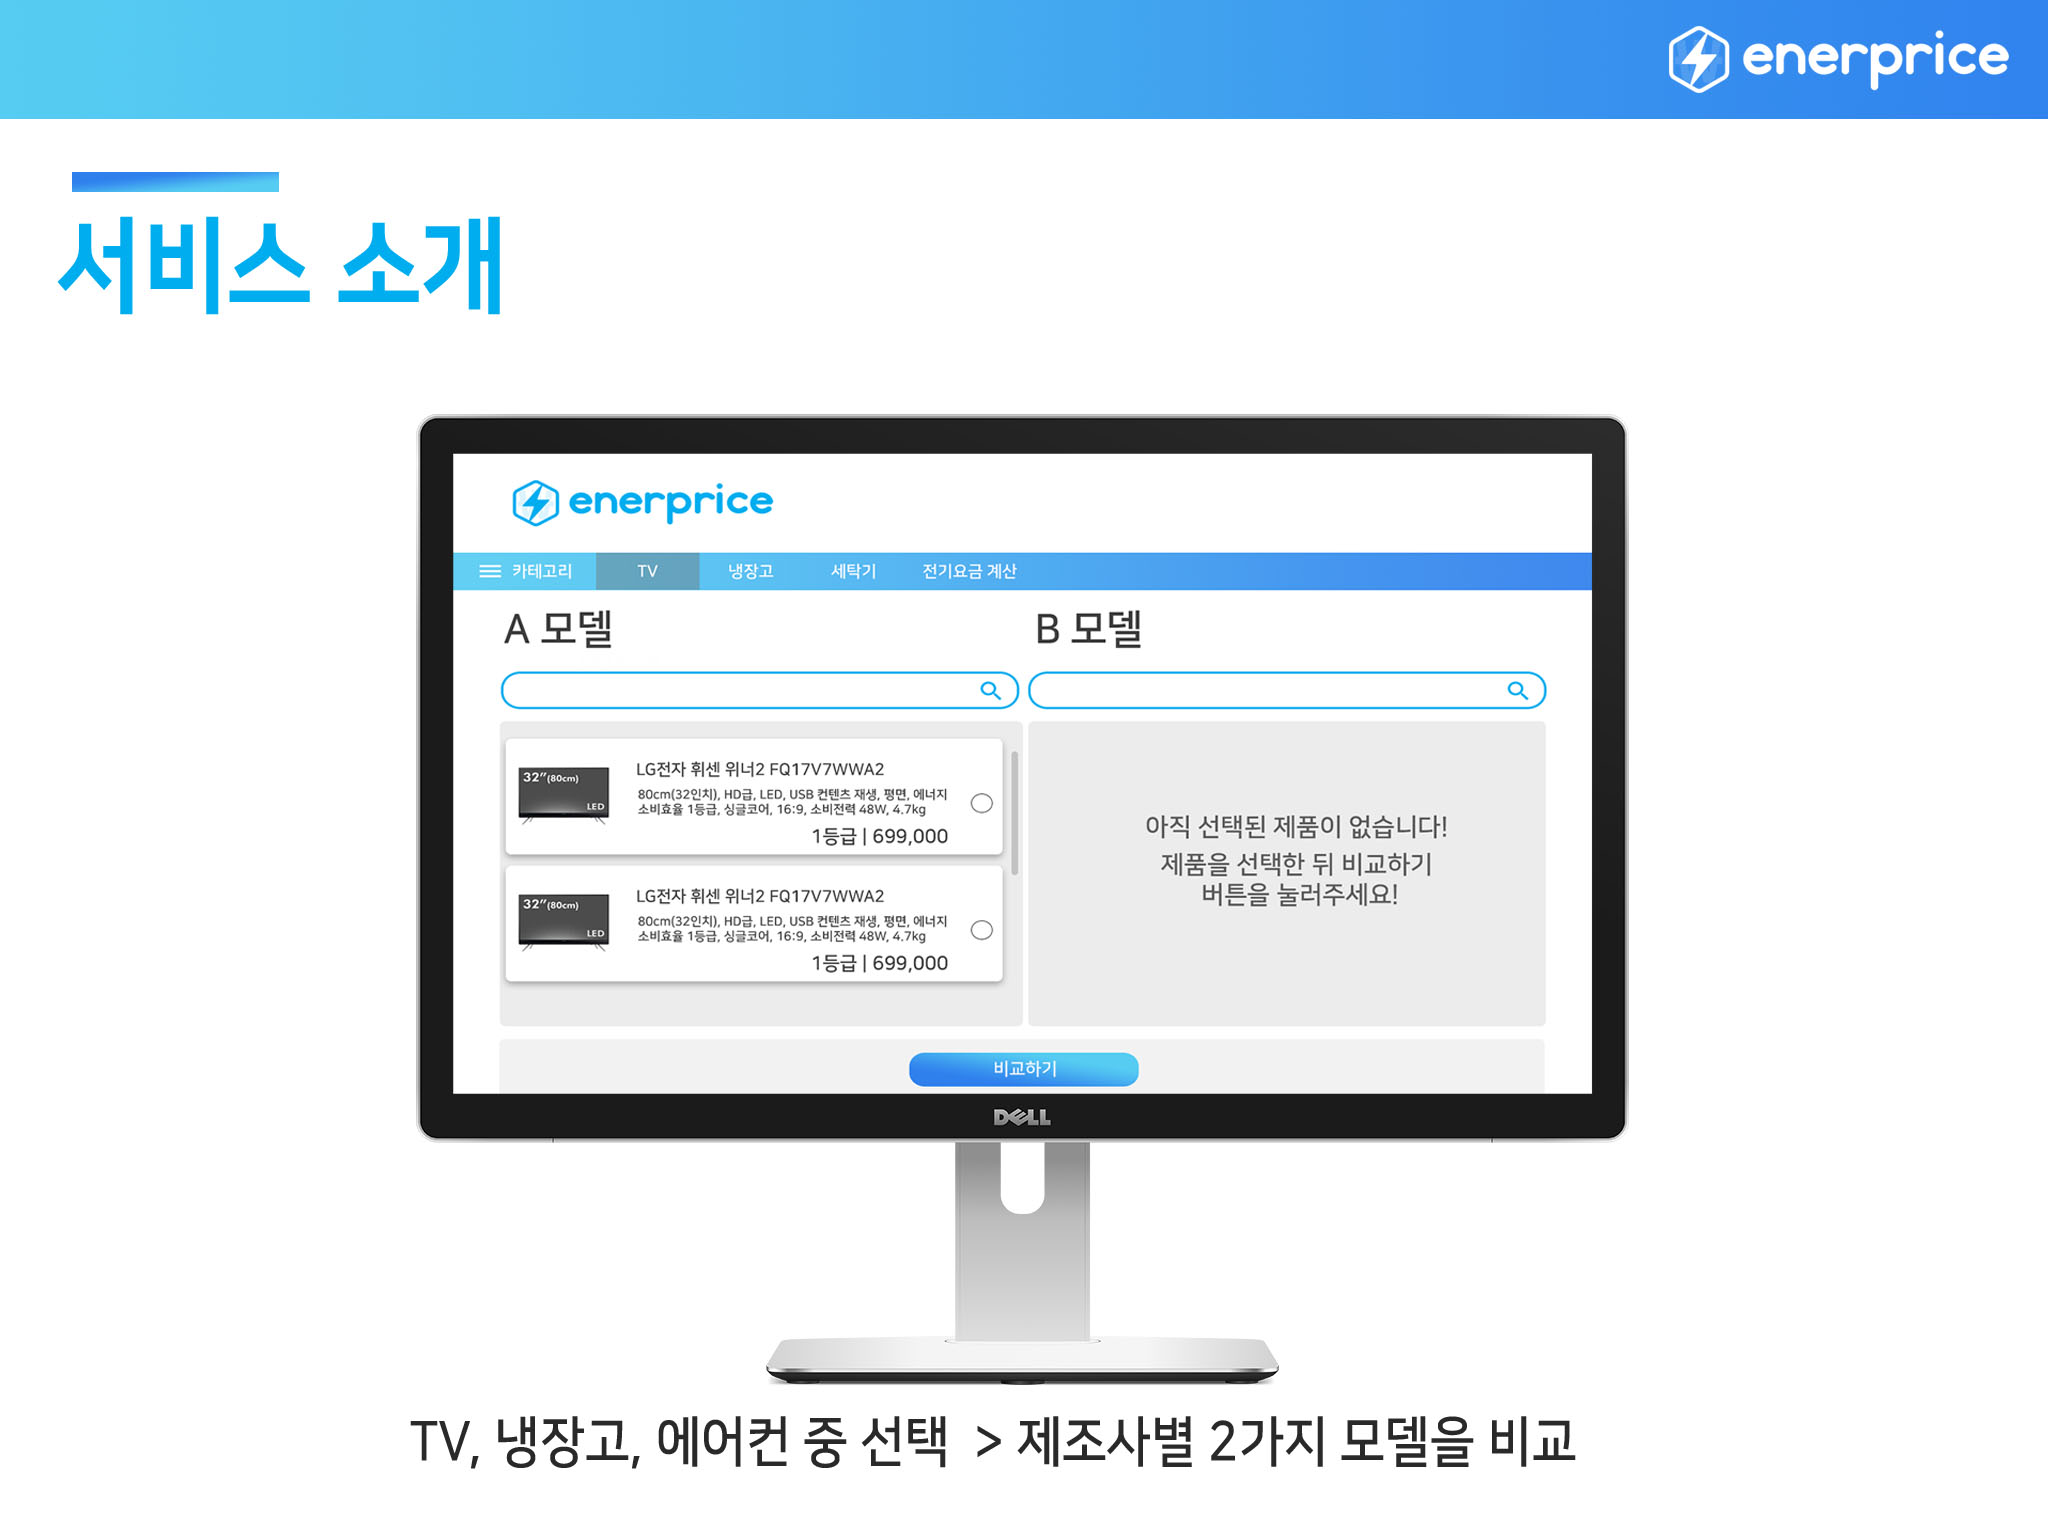 enerprice
서비스 소개
enerprice
카테고리 TV 냉장고 세탁기 전기요금 계산
A 모델
B 모델
32"(80cm)
LED
LG전자 휘센 위너2 FQ17V7WWA2
80cm(32인치), HD급, LED, USB 컨텐츠 재생, 평면, 에너지
소비효율 1등급, 싱글코어, 16:9, 소비전력 48W, 4.7kg
1등급 | 699,000
32"(80cm)
LED
LG전자 휘센 위너2 FQ17V7WWA2
80cm(32인치), HD급, LED, USB 컨텐츠 재생, 평면, 에너지
소비효율 1등급, 싱글코어, 16:9, 소비전력 48W, 4.7kg
1등급 | 699,000
아직 선택된 제품이 없습니다!
제품을 선택한 뒤 비교하기
버튼을 눌러주세요!
비교하기
DELL
TV, 냉장고, 에어컨 중 선택 > 제조사별 2가지 모델을 비교